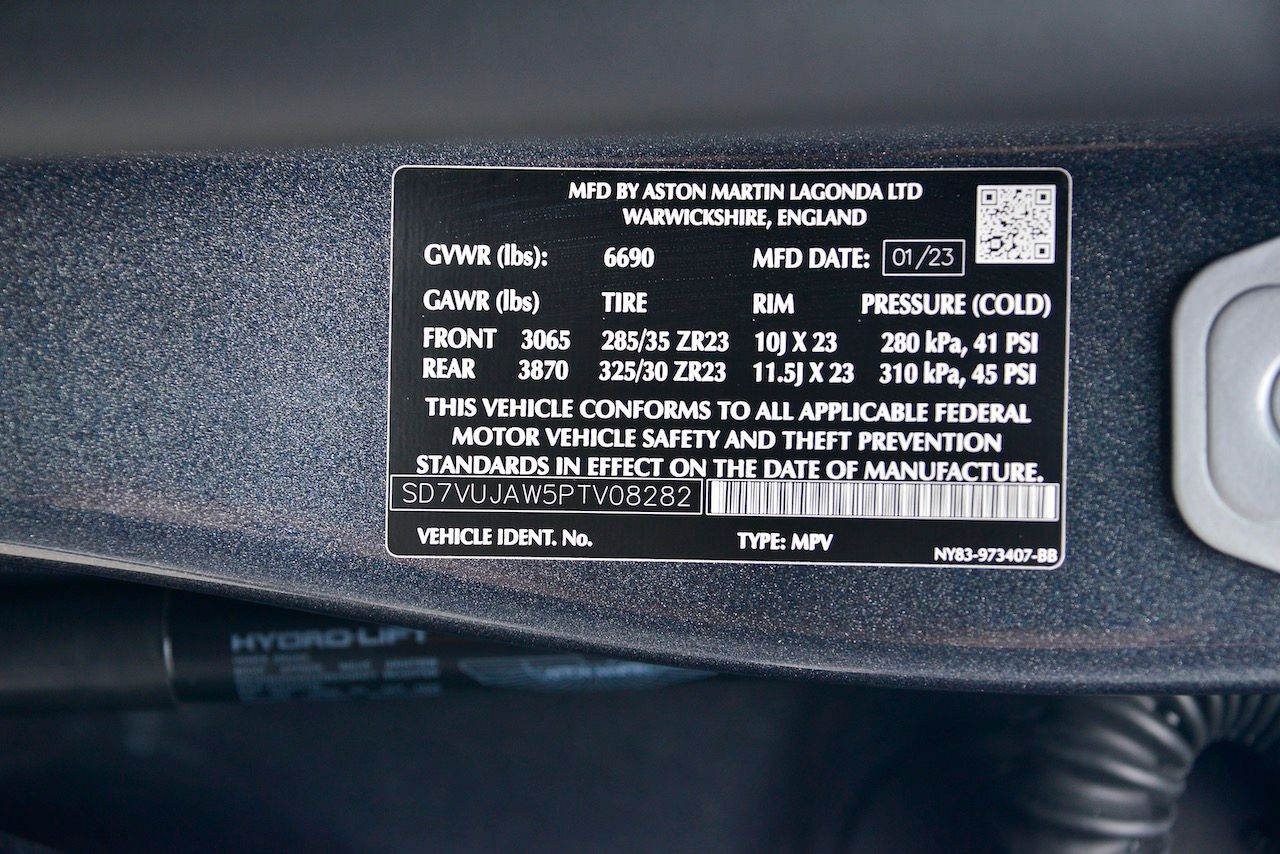 MFD BY ASTON MARTIN LAGONDA LTD
WARWICKSHIRE, ENGLAND
GVWR (lbs): 6690 MFD DATE: 01/23
GAWR (lbs) TIRE RIM PRESSURE (COLD)
FRONT 3065 285/35 ZR23 10J X 23 280 kPa, 41 PSI
REAR 3870 325/30 ZR23 11.5J X 23 310 kPa, 45 PSI
THIS VEHICLE CONFORMS TO ALL APPLICABLE FEDERAL
MOTOR VEHICLE SAFETY AND THEFT PREVENTION
STANDARDS IN EFFECT ON THE DATE OF MANUFACTURE.
SD7VUJAW5PTV08282
VEHICLE IDENT. No. TYPE: MPV NY83-973407-BB
HYDRO-LIFT